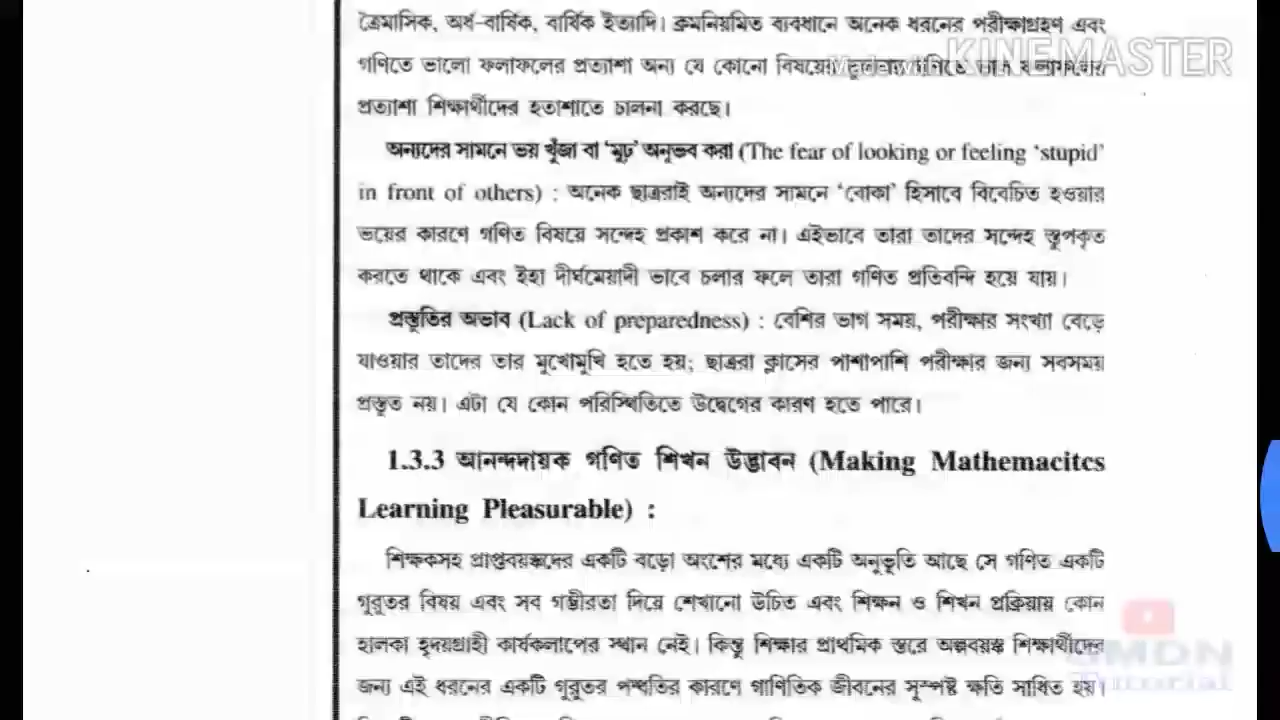 ত্রৈমাসিক, অর্ধ-বার্ষিক, বার্ষিক ইত্যাদি। ক্রমনিয়মিত ব্যবধানে অনেক ধরনের পরীক্ষাগ্রহণ এবং
গণিতে ভালো ফলাফলের প্রত্যাশা অন্য যে কোনো বিষয়ের
Made with KINEMASTER
প্রত্যাশা শিক্ষার্থীদের হতাশাতে চালনা করছে।
অন্যদের সামনে ভয় খুঁজা বা ‘মূঢ়’ অনুভব করা (The fear of looking or feeling ‘stupid’
in front of others) : অনেক ছাত্ররাই অন্যদের সামনে ‘বোকা’ হিসাবে বিবেচিত হওয়ার
ভয়ের কারণে গণিত বিষয়ে সন্দেহ প্রকাশ করে না। এইভাবে তারা তাদের সন্দেহ স্তূপকৃত
করতে থাকে এবং ইহা দীর্ঘমেয়াদী ভাবে চলার ফলে তারা গণিত প্রতিবন্দি হয়ে যায়।
প্রস্তুতির অভাব (Lack of preparedness) : বেশির ভাগ সময়, পরীক্ষার সংখ্যা বেড়ে
যাওয়ার তাদের তার মুখোমুখি হতে হয়; ছাত্ররা ক্লাসের পাশাপাশি পরীক্ষার জন্য সবসময়
প্রস্তুত নয়। এটা যে কোন পরিস্থিতিতে উদ্বেগের কারণ হতে পারে।
1.3.3 আনন্দদায়ক গণিত শিখন উদ্ভাবন (Making Mathemacitcs
Learning Pleasurable) :
শিক্ষকসহ প্রাপ্তবয়স্কদের একটি বড়ো অংশের মধ্যে একটি অনুভূতি আছে সে গণিত একটি
গুরুতর বিষয় এবং সব গম্ভীরতা দিয়ে শেখানো উচিত এবং শিক্ষন ও শিখন প্রক্রিয়ায় কোন
হালকা হৃদয়গ্রাহী কার্যকলাপের স্থান নেই। কিন্তু শিক্ষার প্রাথমিক স্তরে অল্পবয়স্ক শিক্ষার্থীদের
জন্য এই ধরনের একটি গুরুতর পদ্ধতির কারণে গাণিতিক জীবনের সুস্পষ্ট ক্ষতি সাধিত হয়।
Tutorial